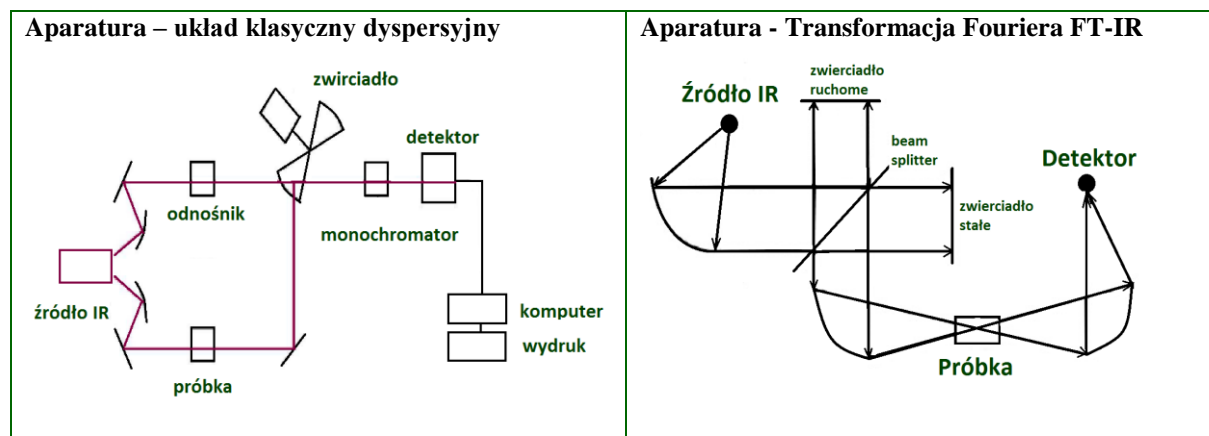 Aparatura – układ klasyczny dyspersyjny
zwirciadło
detektor
odnośnik
monochromator
źródło IR
komputer
wydruk
próbka
Aparatura - Transformacja Fouriera FT-IR
zwierciadło
ruchome
Źródło IR
beam
splitter
Detektor
zwierciadło
stałe
Próbka